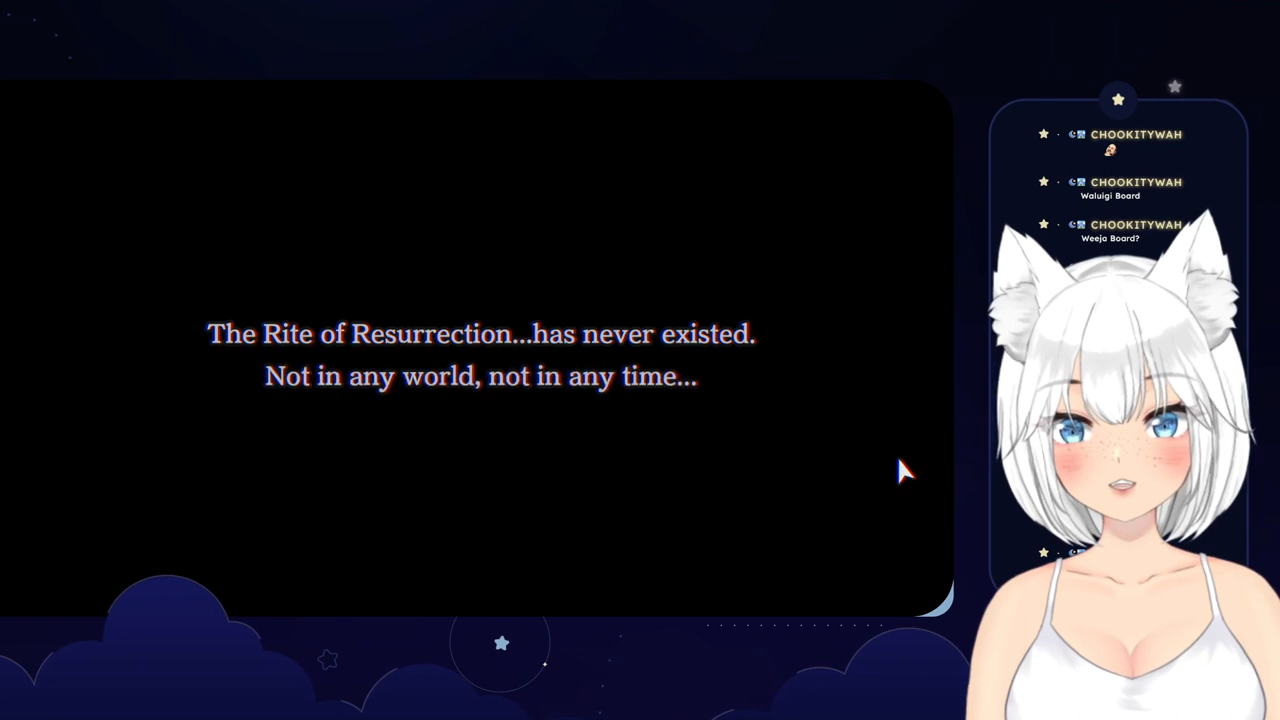 The Rite of Resurrection...has never existed.
Not in any world, not in any time...
CHOOKITYWAH
CHOOKITYWAH
Waluigi Board
CHOOKITYWAH
Weeja Board?